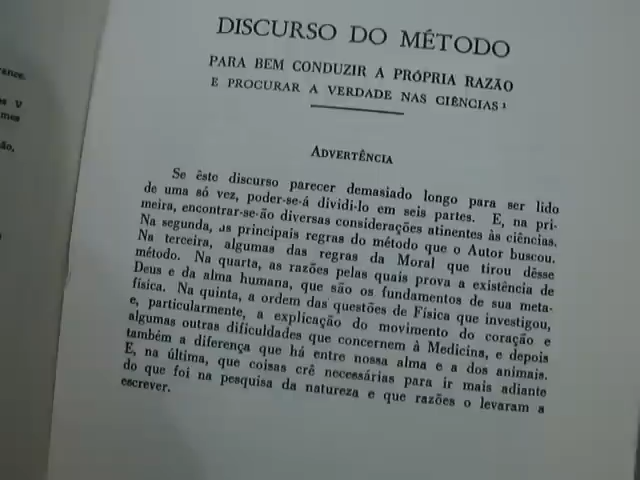 rance.
DISCURSO DO MÉTODO
PARA BEM CONDUZIR A PRÓPRIA RAZÃO
E PROCURAR A VERDADE NAS CIÊNCIAS¹
ADVERTÊNCIA
Se êste discurso parecer demasiado longo para ser lido
de uma só vez, poder-se-á dividi-lo em seis partes. E, na pri-
meira, encontrar-se-ão diversas considerações atinentes às ciências.
Na segunda, as principais regras do método que o Autor buscou.
Na terceira, algumas das regras da Moral que tirou dêsse
método. Na quarta, as razões pelas quais prova a existência de
Deus e da alma humana, que são os fundamentos de sua meta-
física. Na quinta, a ordem das questões de Física que investigou,
e, particularmente, a explicação do movimento do coração e
algumas outras dificuldades que concernem à Medicina, e depois
também a diferença que há entre nossa alma e a dos animais.
E, na última, que coisas crê necessárias para ir mais adiante
do que foi na pesquisa da natureza e que razões o levaram a
escrever.